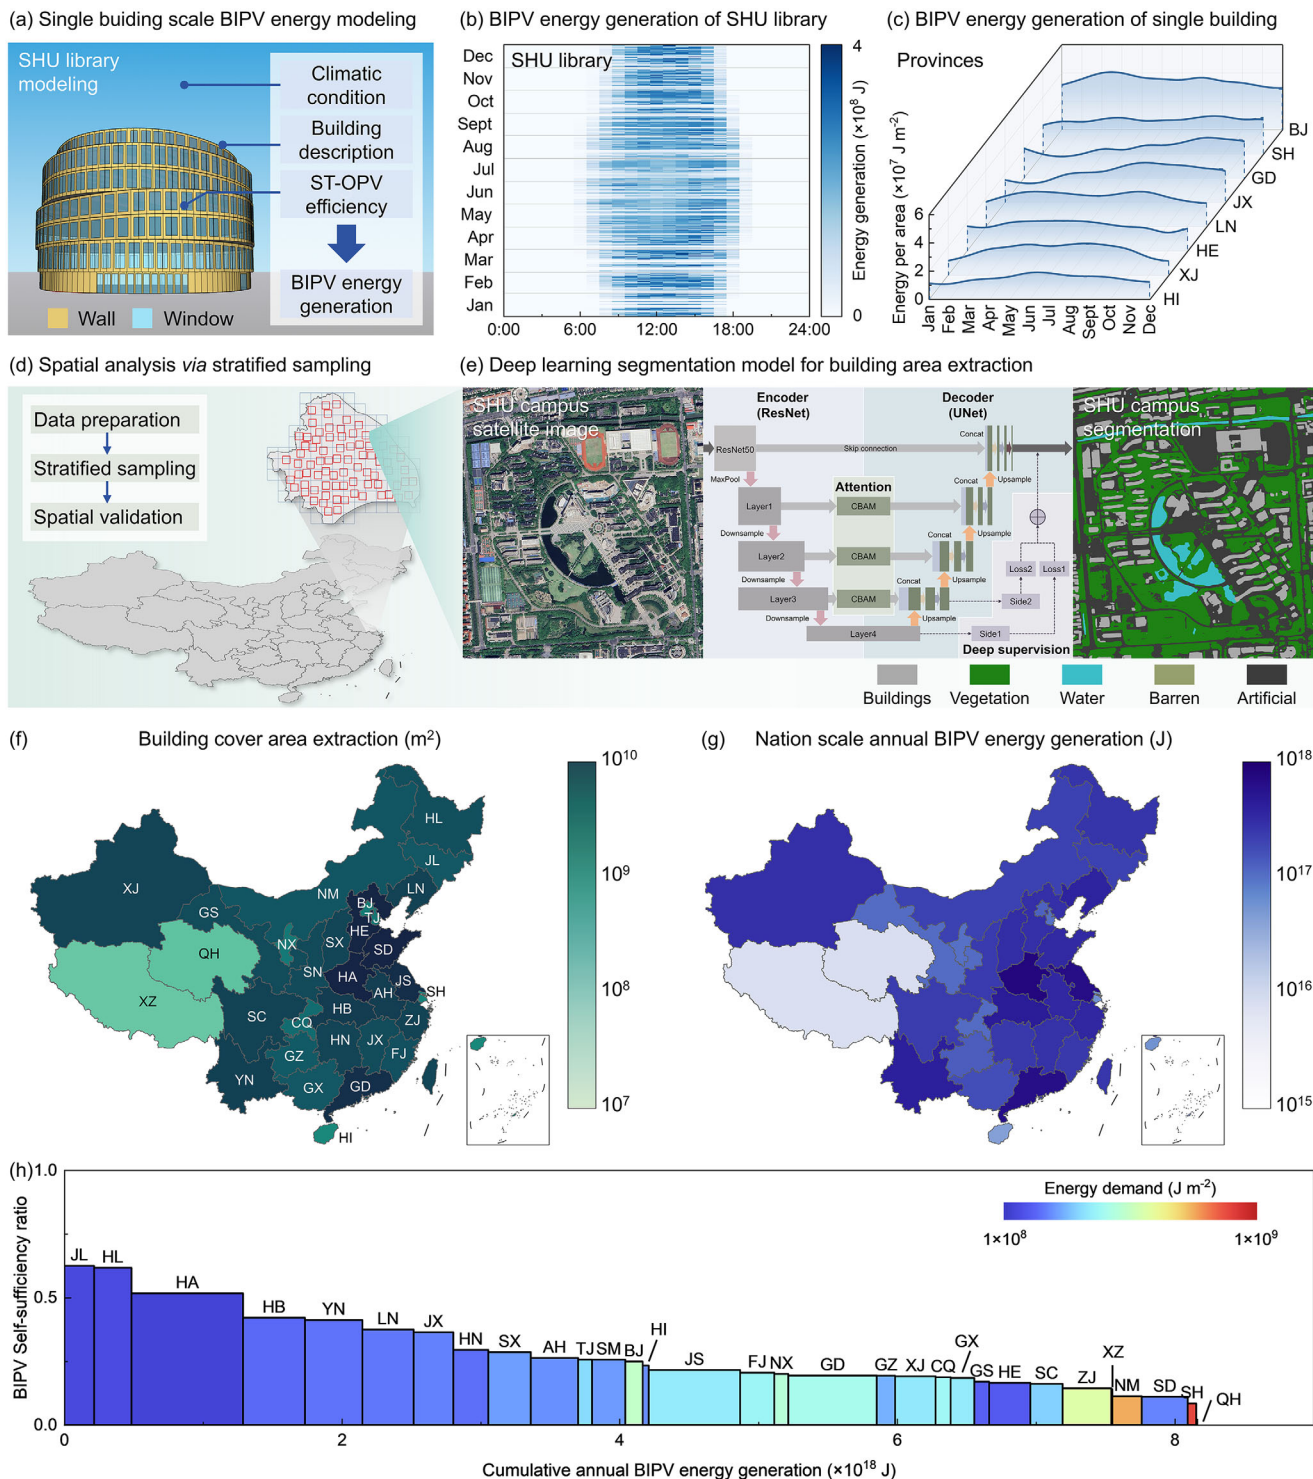 (a) Single buiding scale BIPV energy modeling
SHU library
modeling
Climatic
condition
Building
description
ST-OPV
efficiency
BIPV energy
generation
Wall
Window
(b) BIPV energy generation of SHU library
SHU library
Dec
Nov
Oct
Sept
Aug
Jul
Jun
May
Apr
Mar
Feb
Jan
0:00 6:00 12:00 18:00 24:00
4
3
2
1
0
Energy generation (×10⁸ J)
(c) BIPV energy generation of single building
Provinces
BJ
SH
GD
JX
LN
HE
XJ
HI
6
4
2
0
Energy per area (×10⁷ J m⁻²)
Jan Feb Mar Apr May Jun Jul Aug Sept Oct Nov Dec
(d) Spatial analysis via stratified sampling
Data preparation
Stratified sampling
Spatial validation
(e) Deep learning segmentation model for building area extraction
SHU campus
satellite image
Encoder
(ResNet)
Decoder
(UNet)
ResNet50
Skip connection
Concat
MaxPool
Upsample
Attention
Layer1
CBAM
Concat
Downsample
Upsample
Layer2
CBAM
Concat
Downsample
Upsample
Layer3
CBAM
Concat
Downsample
Upsample
Layer4
Side1
Side2
Loss2
Loss1
Deep supervision
SHU campus
segmentation
Buildings
Vegetation
Water
Barren
Artificial
(f) Building cover area extraction (m²)
HL
JL
LN
XJ
NM
BJ
TJ
GS
HE
NX
SX
SD
QH
SN
HA
JS
AH
SH
XZ
SC
HB
CQ
ZJ
HN
JX
GZ
FJ
YN
GX
GD
HI
10¹⁰
10⁹
10⁸
10⁷
(g) Nation scale annual BIPV energy generation (J)
10¹⁸
10¹⁷
10¹⁶
10¹⁵
(h)
1.0
0.5
0.0
BIPV Self-sufficiency ratio
Energy demand (J m⁻²)
1×10⁸
1×10⁹
JL HL HA HB YN LN JX HN SX AH TJ SM BJ HI JS FJ NX GD GZ XJ CQ GX GS HE SC ZJ XZ NM SD SH QH
0 2 4 6 8
Cumulative annual BIPV energy generation (×10¹⁸ J)